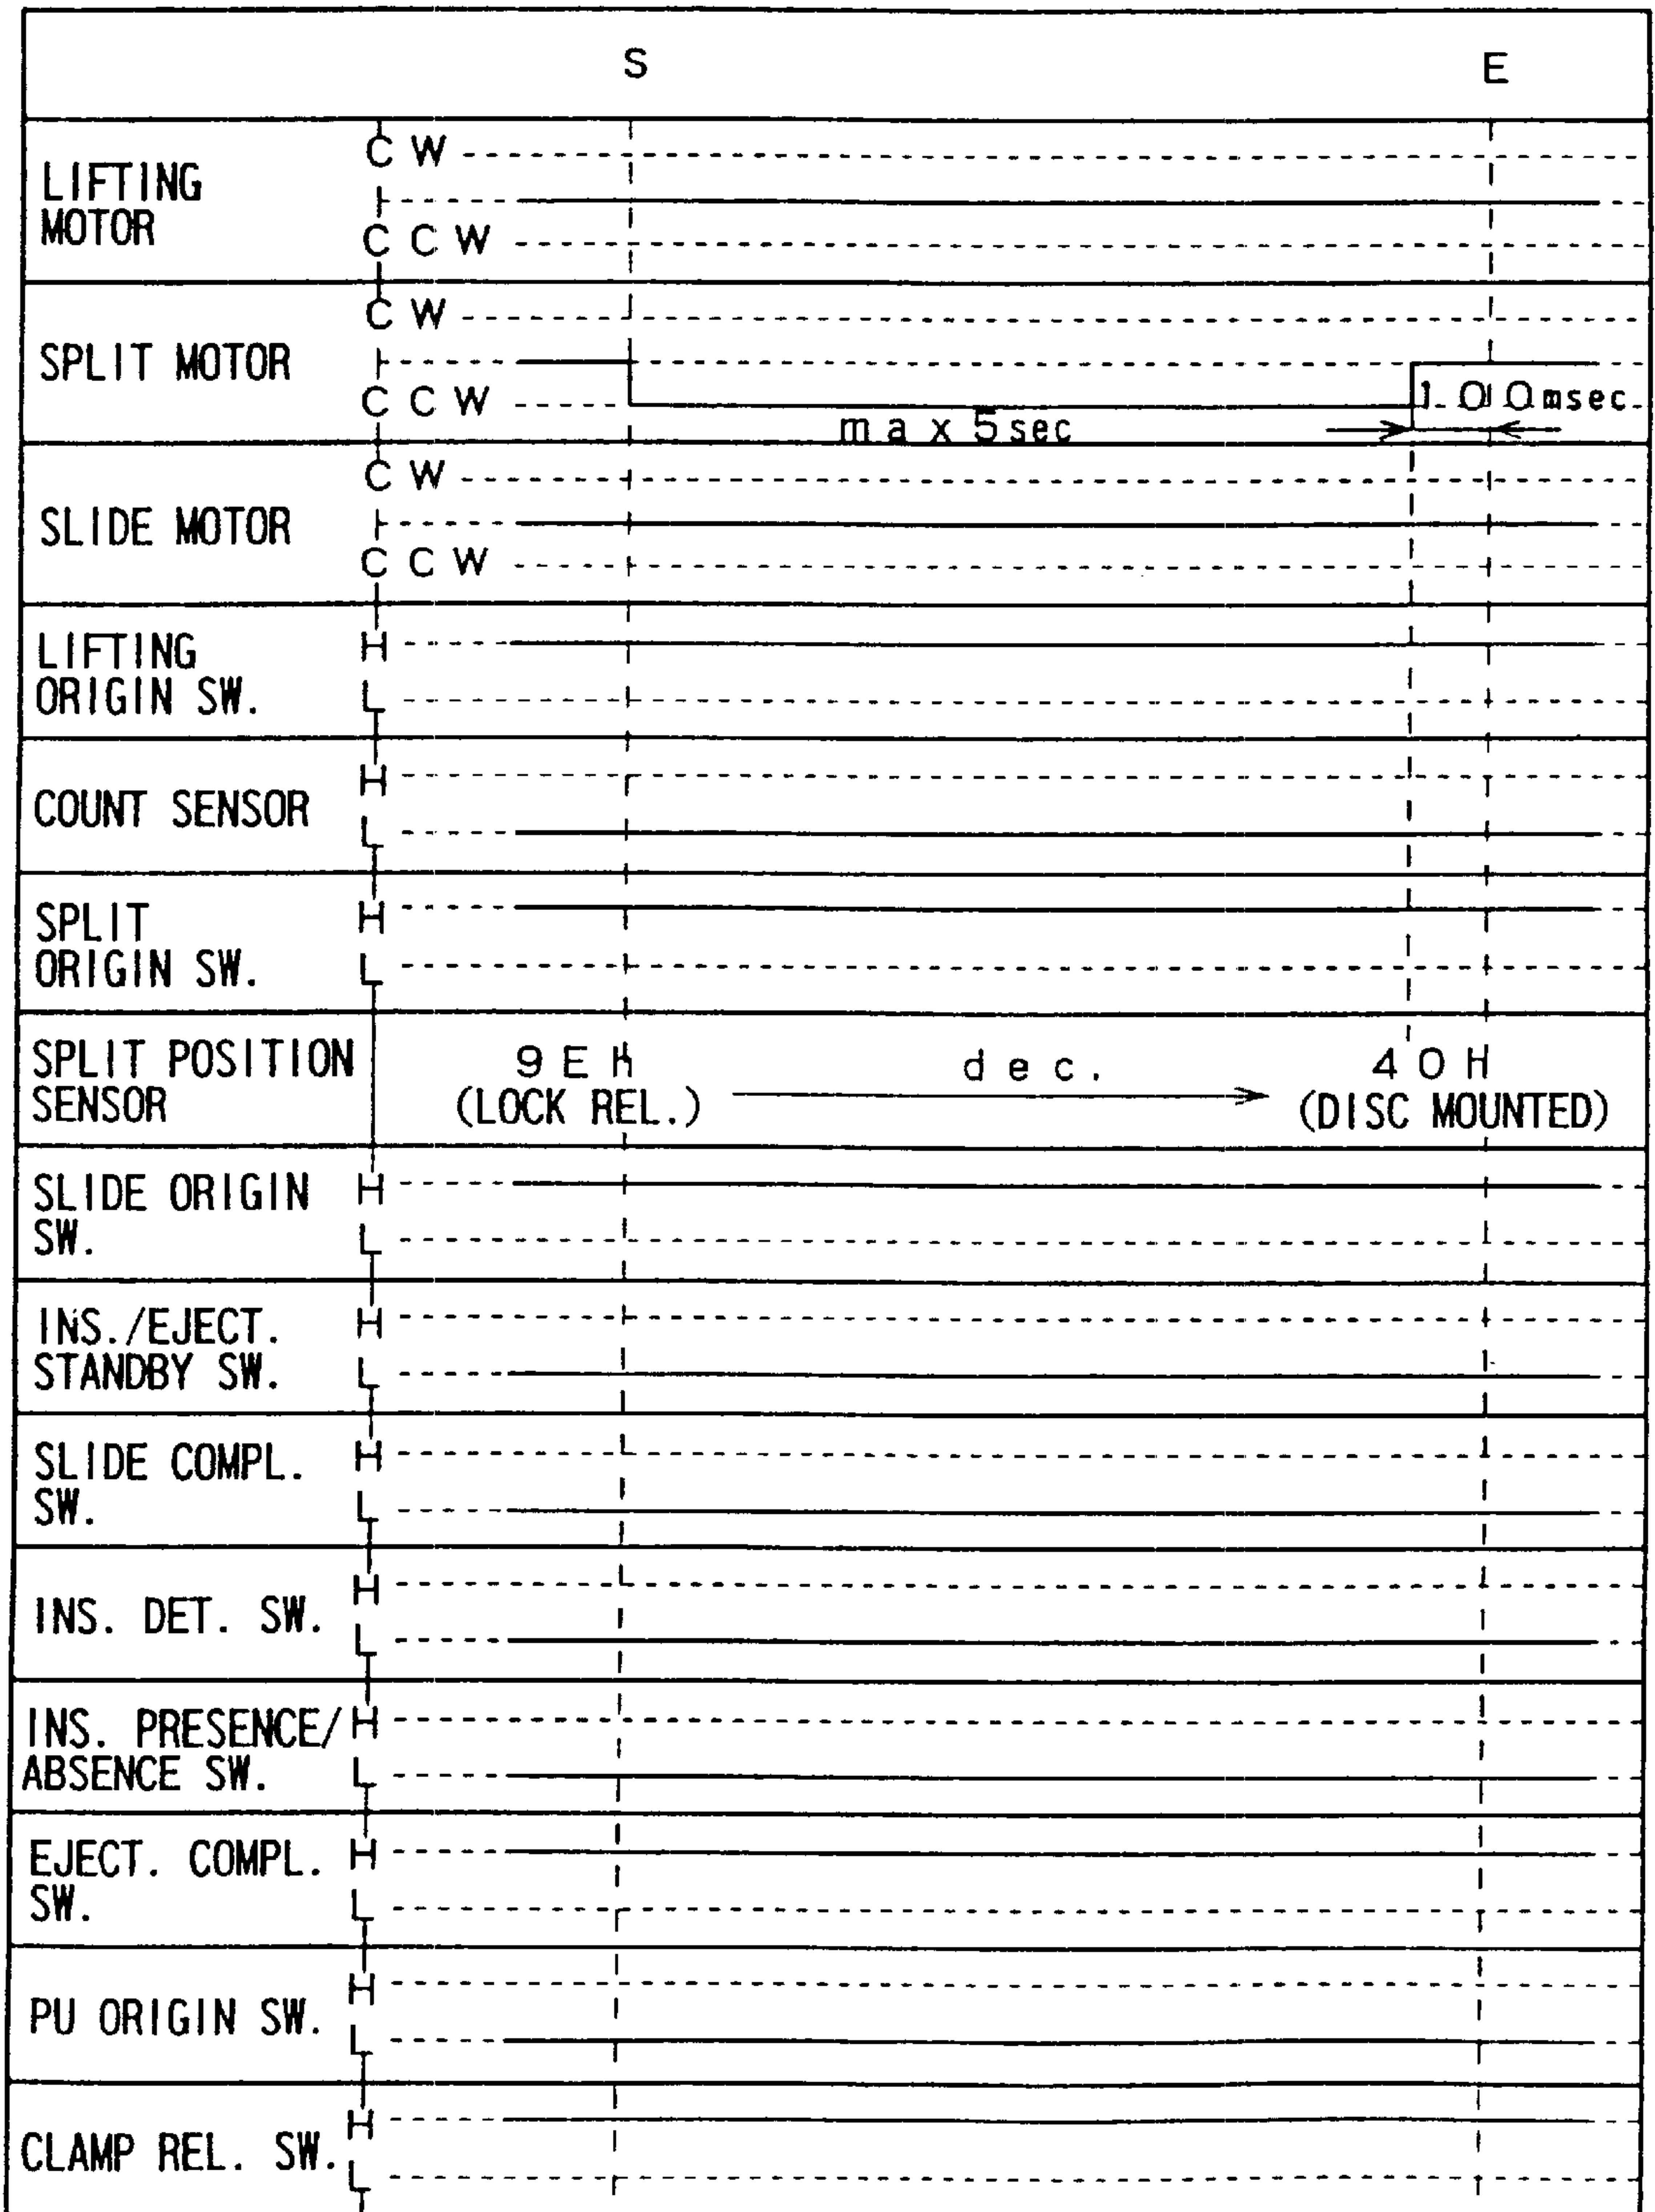 S E
LIFTING
MOTOR
CW
CCW
SPLIT MOTOR
CW
CCW
max 5sec
100msec
SLIDE MOTOR
CW
CCW
LIFTING
ORIGIN SW.
H
L
COUNT SENSOR
H
L
SPLIT
ORIGIN SW.
H
L
SPLIT POSITION
SENSOR
9EH
(LOCK REL.)
dec.
40H
(DISC MOUNTED)
SLIDE ORIGIN
SW.
H
L
INS./EJECT.
STANDBY SW.
H
L
SLIDE COMPL.
SW.
H
L
INS. DET. SW.
H
L
INS. PRESENCE/
ABSENCE SW.
H
L
EJECT. COMPL.
SW.
H
L
PU ORIGIN SW.
H
L
CLAMP REL. SW.
H
L